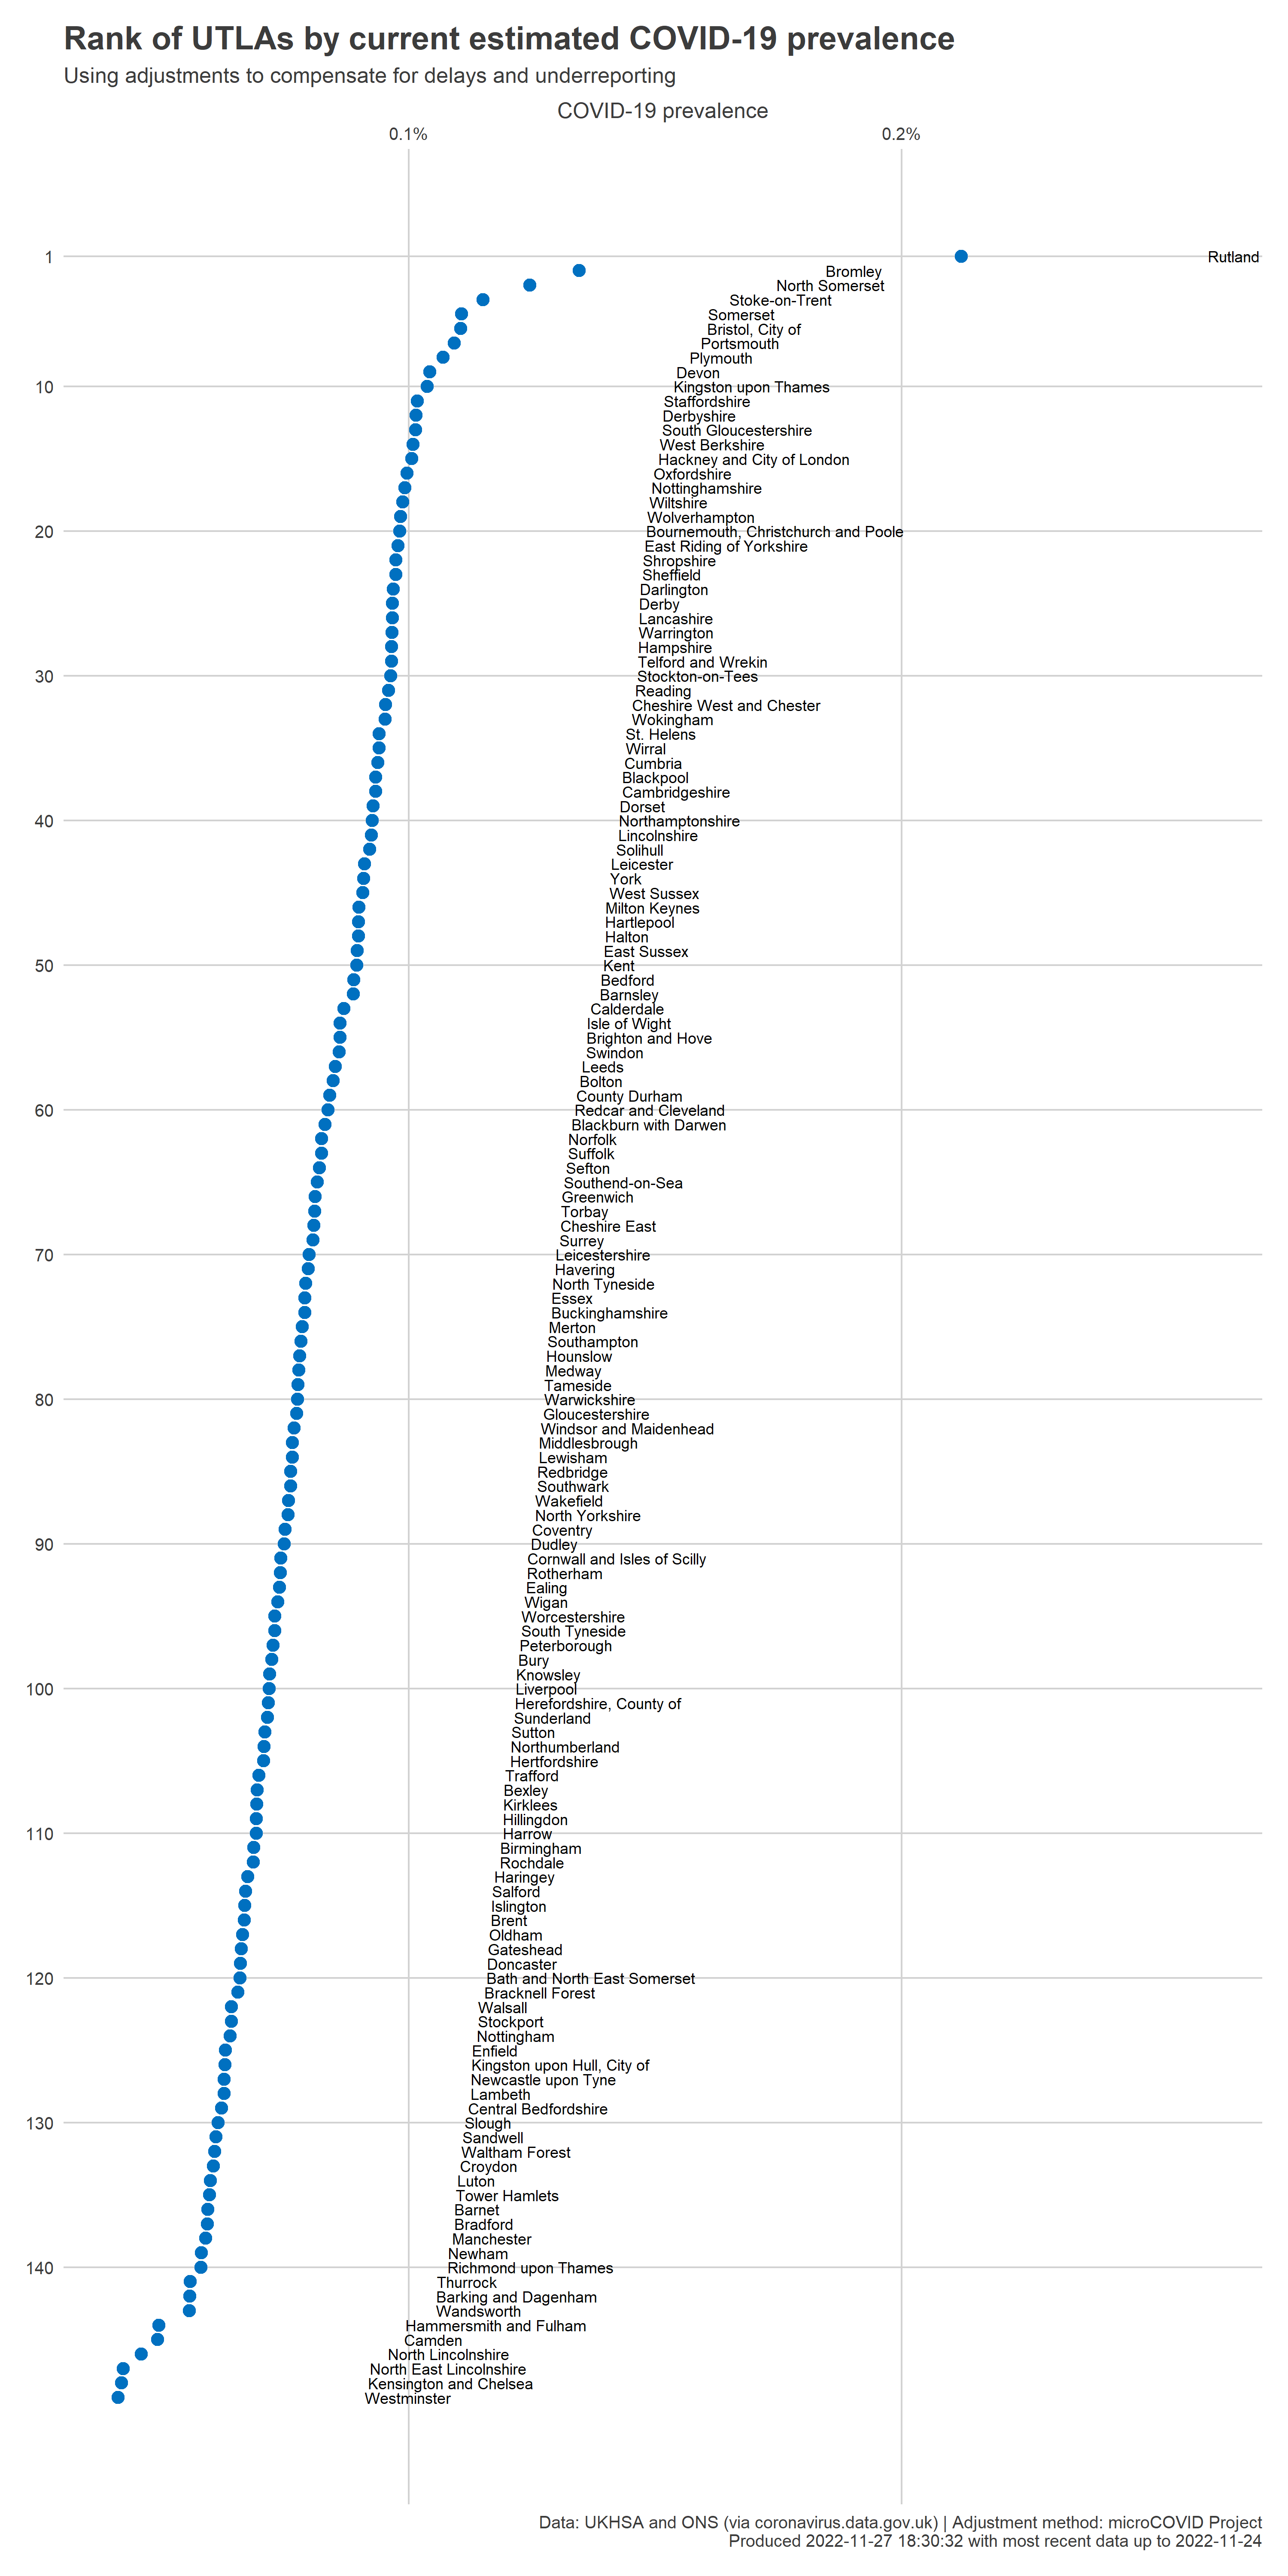 Rank of UTLAs by current estimated COVID-19 prevalence
Using adjustments to compensate for delays and underreporting
COVID-19 prevalence
0.1% 0.2%
1 Rutland
Bromley
North Somerset
Stoke-on-Trent
Somerset
Bristol, City of
Portsmouth
Plymouth
Devon
10 Kingston upon Thames
Staffordshire
Derbyshire
South Gloucestershire
West Berkshire
Hackney and City of London
Oxfordshire
Nottinghamshire
Wiltshire
Wolverhampton
20 Bournemouth, Christchurch and Poole
East Riding of Yorkshire
Shropshire
Sheffield
Darlington
Derby
Lancashire
Warrington
Hampshire
Telford and Wrekin
30 Stockton-on-Tees
Reading
Cheshire West and Chester
Wokingham
St. Helens
Wirral
Cumbria
Blackpool
Cambridgeshire
Dorset
40 Northamptonshire
Lincolnshire
Solihull
Leicester
York
West Sussex
Milton Keynes
Hartlepool
Halton
East Sussex
50 Kent
Bedford
Barnsley
Calderdale
Isle of Wight
Brighton and Hove
Swindon
Leeds
Bolton
County Durham
60 Redcar and Cleveland
Blackburn with Darwen
Norfolk
Suffolk
Sefton
Southend-on-Sea
Greenwich
Torbay
Cheshire East
Surrey
70 Leicestershire
Havering
North Tyneside
Essex
Buckinghamshire
Merton
Southampton
Hounslow
Medway
Tameside
80 Warwickshire
Gloucestershire
Windsor and Maidenhead
Middlesbrough
Lewisham
Redbridge
Southwark
Wakefield
North Yorkshire
Coventry
90 Dudley
Cornwall and Isles of Scilly
Rotherham
Ealing
Wigan
Worcestershire
South Tyneside
Peterborough
Bury
Knowsley
100 Liverpool
Herefordshire, County of
Sunderland
Sutton
Northumberland
Hertfordshire
Trafford
Bexley
Kirklees
Hillingdon
110 Harrow
Birmingham
Rochdale
Haringey
Salford
Islington
Brent
Oldham
Gateshead
Doncaster
120 Bath and North East Somerset
Bracknell Forest
Walsall
Stockport
Nottingham
Enfield
Kingston upon Hull, City of
Newcastle upon Tyne
Lambeth
Central Bedfordshire
130 Slough
Sandwell
Waltham Forest
Croydon
Luton
Tower Hamlets
Barnet
Bradford
Manchester
Newham
140 Richmond upon Thames
Thurrock
Barking and Dagenham
Wandsworth
Hammersmith and Fulham
Camden
North Lincolnshire
North East Lincolnshire
Kensington and Chelsea
Westminster
Data: UKHSA and ONS (via coronavirus.data.gov.uk) | Adjustment method: microCOVID Project
Produced 2022-11-27 18:30:32 with most recent data up to 2022-11-24